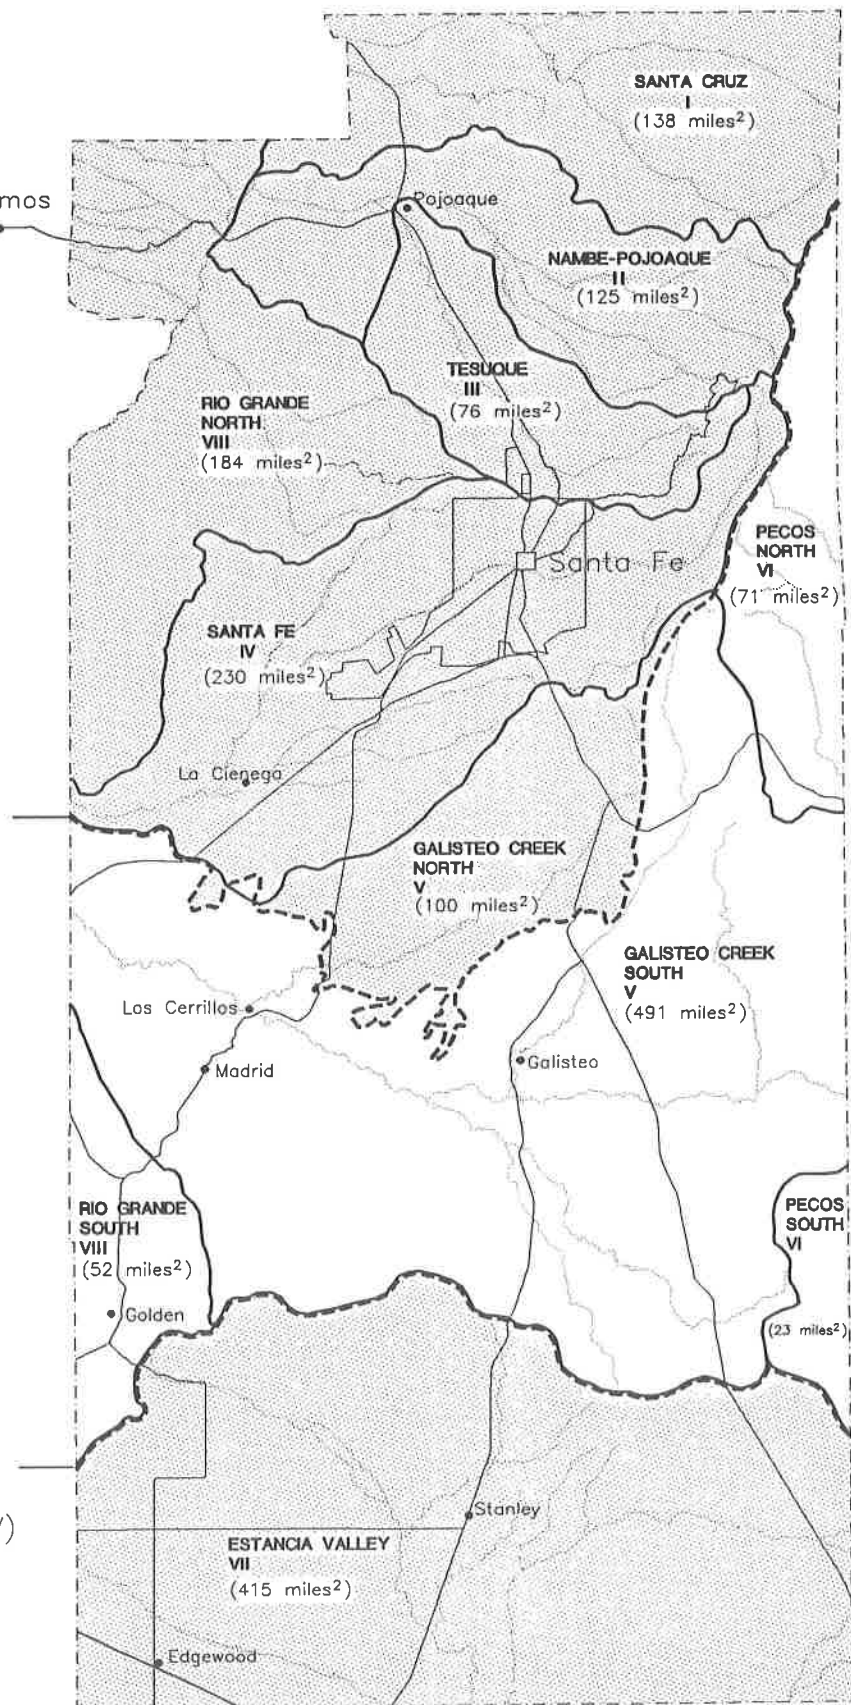 SANTA CRUZ
I
(138 miles²)
mos
Pojoaque
NAMBE-POJOAQUE
II
(125 miles²)
TESUQUE
III
(76 miles²)
RIO GRANDE
NORTH
VIII
(184 miles²)
PECOS
NORTH
VI
(71 miles²)
Santa Fe
SANTA FE
IV
(230 miles²)
La Cienega
GALISTEO CREEK
NORTH
V
(100 miles²)
GALISTEO CREEK
SOUTH
V
(491 miles²)
Los Cerrillos
Galisteo
Madrid
RIO GRANDE
SOUTH
VIII
(52 miles²)
PECOS
SOUTH
VI
(23 miles²)
Golden
Stanley
)
ESTANCIA VALLEY
VII
(415 miles²)
Edgewood